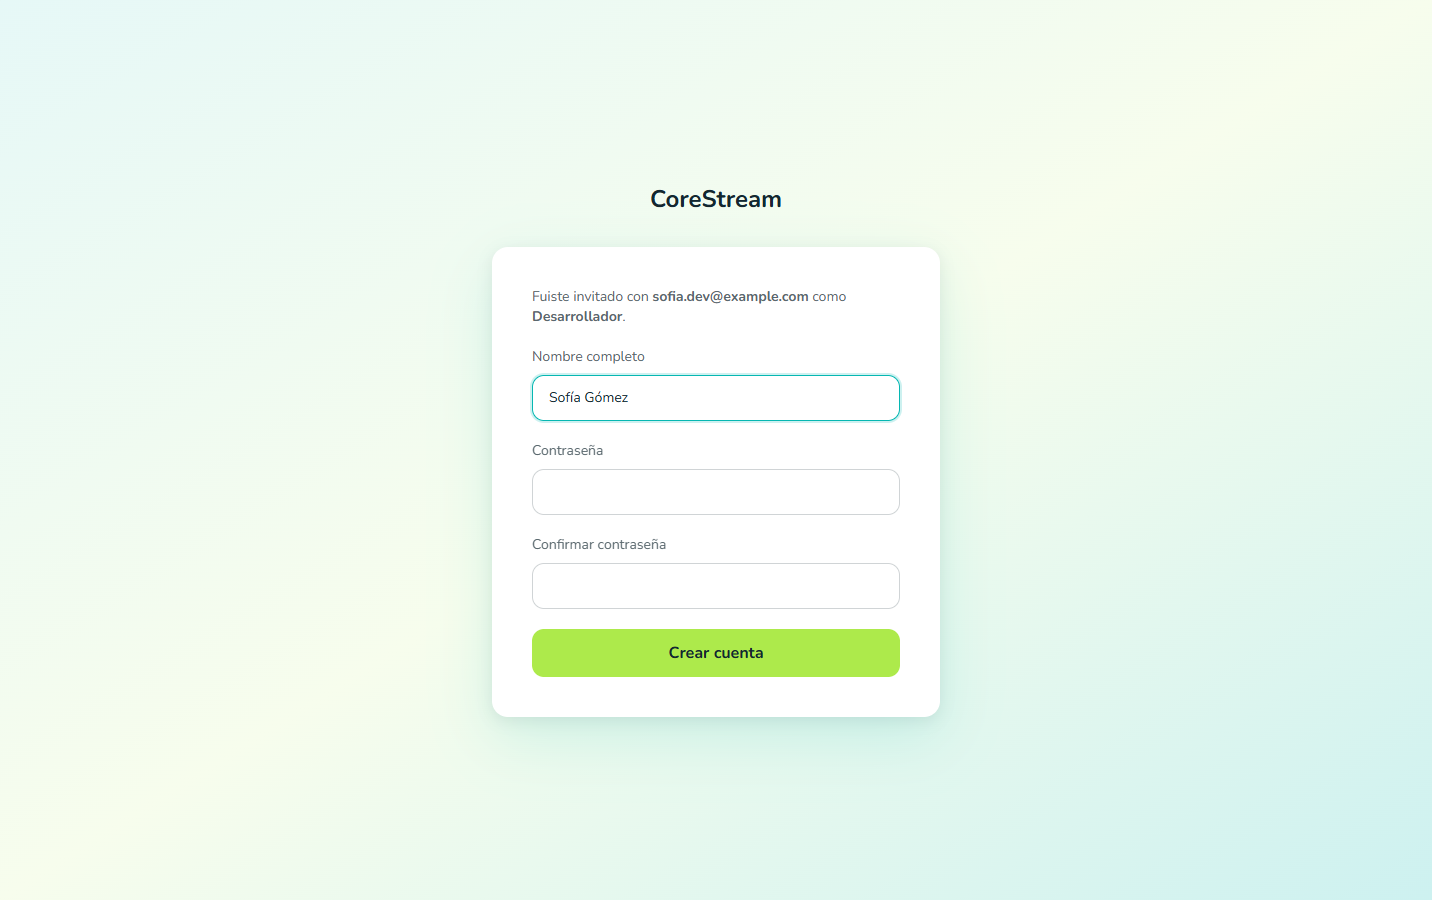 CoreStream
Fuiste invitado con sofia.dev@example.com como
Desarrollador.
Nombre completo
Sofía Gómez
Contraseña
Confirmar contraseña
Crear cuenta